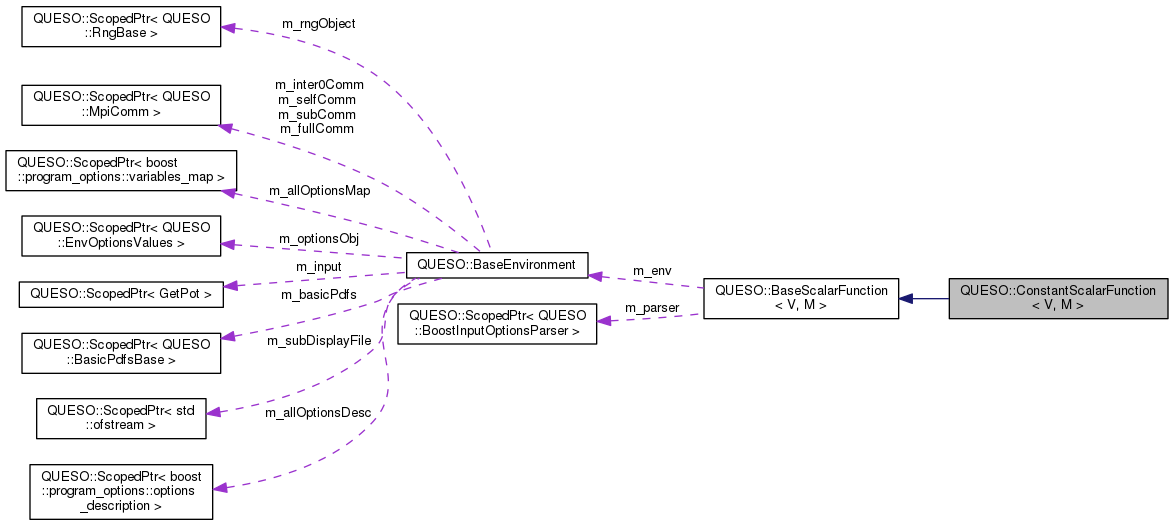 QUESO::ScopedPtr< QUESO
::RngBase >
m_rngObject
QUESO::ScopedPtr< QUESO
::MpiComm >
m_inter0Comm
m_selfComm
m_subComm
m_fullComm
QUESO::ScopedPtr< boost
::program_options::variables_map >
m_allOptionsMap
QUESO::ScopedPtr< QUESO
::EnvOptionsValues >
m_optionsObj
QUESO::ScopedPtr< GetPot >
m_input
QUESO::ScopedPtr< QUESO
::BasicPdfsBase >
m_basicPdfs
QUESO::ScopedPtr< std
::ofstream >
m_subDisplayFile
QUESO::ScopedPtr< boost
::program_options::options
_description >
m_allOptionsDesc
QUESO::BaseEnvironment
QUESO::ScopedPtr< QUESO
::BoostInputOptionsParser >
m_env
m_parser
QUESO::BaseScalarFunction
< V, M >
QUESO::ConstantScalarFunction
< V, M >